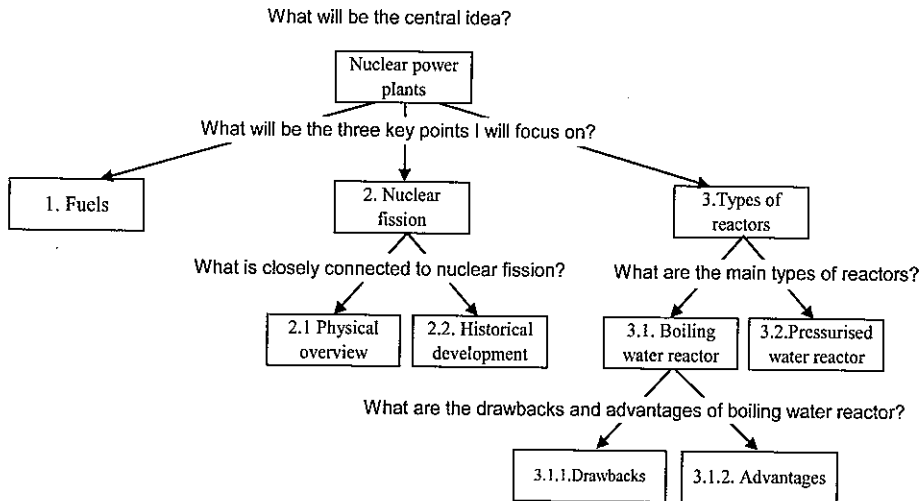 What will be the central idea?
Nuclear power
plants
What will be the three key points I will focus on?
1. Fuels
2. Nuclear
fission
3.Types of
reactors
What is closely connected to nuclear fission?
What are the main types of reactors?
2.1 Physical
overview
2.2. Historical
development
3.1. Boiling
water reactor
3.2.Pressurised
water reactor
What are the drawbacks and advantages of boiling water reactor?
3.1.1.Drawbacks
3.1.2. Advantages